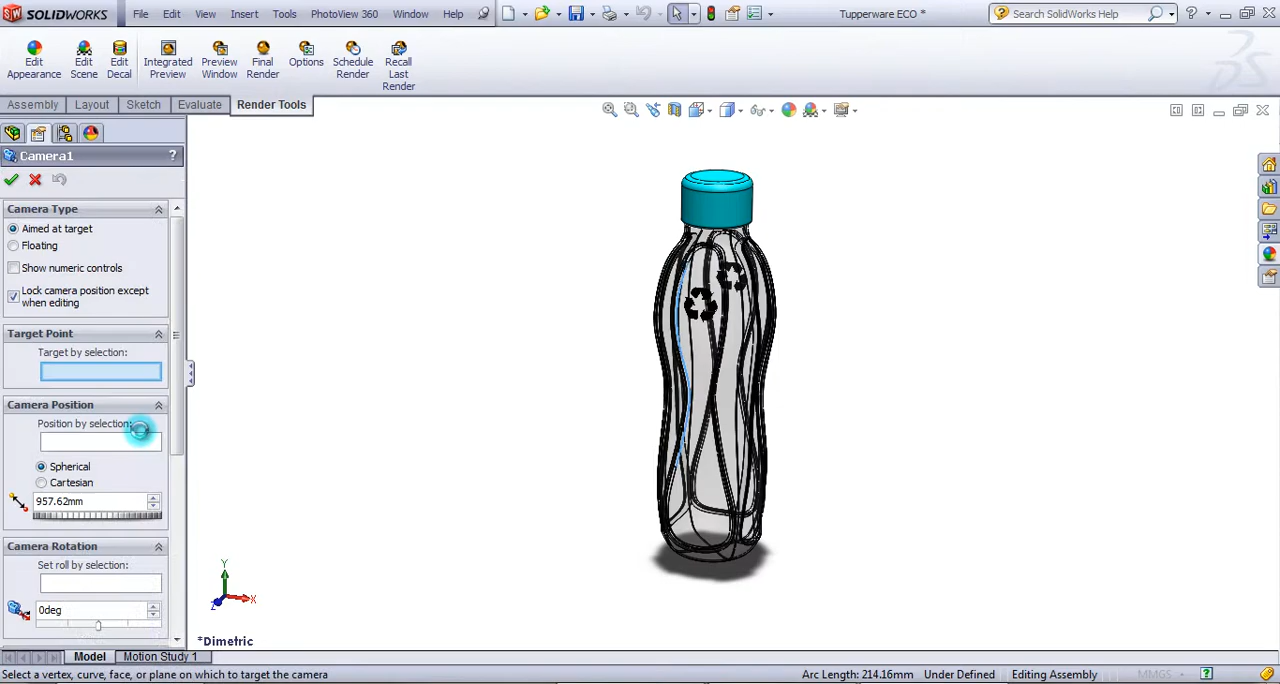 SOLIDWORKS File Edit View Insert Tools PhotoView 360 Window Help Tupperware ECO * Search SolidWorks Help
Edit Appearance
Edit Scene
Edit Decal
Integrated Preview
Preview Window
Final Render
Options
Schedule Render
Recall Last Render
Assembly Layout Sketch Evaluate Render Tools
Camera1 ?
Camera Type
Aimed at target
Floating
Show numeric controls
Lock camera position except
when editing
Target Point
Target by selection:
Camera Position
Position by selection:
Spherical
Cartesian
957.62mm
Camera Rotation
Set roll by selection:
0deg
Y
X
Z
*Dimetric
Model Motion Study 1
Select a vertex, curve, face, or plane on which to target the camera Arc Length: 214.16mm Under Defined Editing Assembly MMGS ?